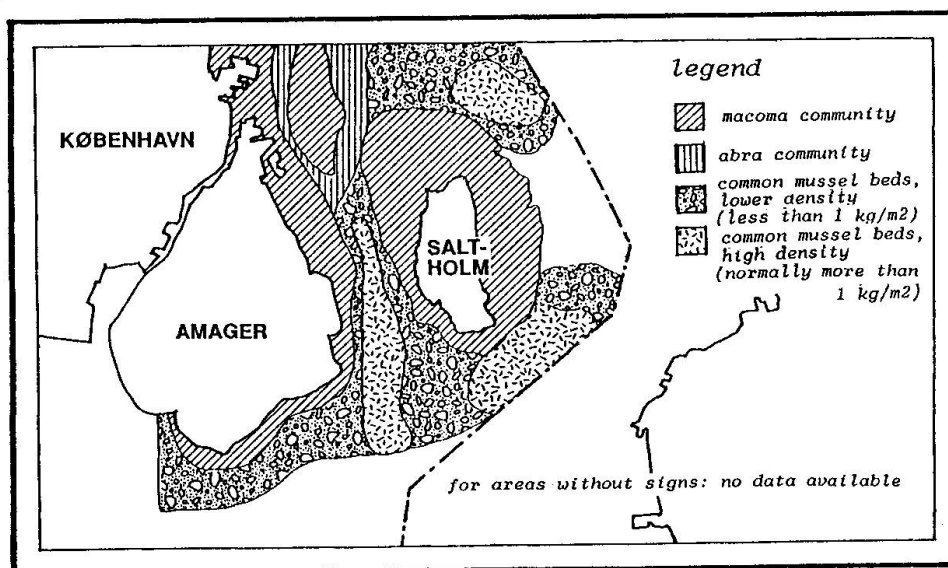 legend
KØBENHAVN
macoma community
abra community
common mussel beds,
lower density
(less than 1 kg/m2)
common mussel beds,
high density
(normally more than
1 kg/m2)
SALT-
HOLM
AMAGER
for areas without signs: no data available